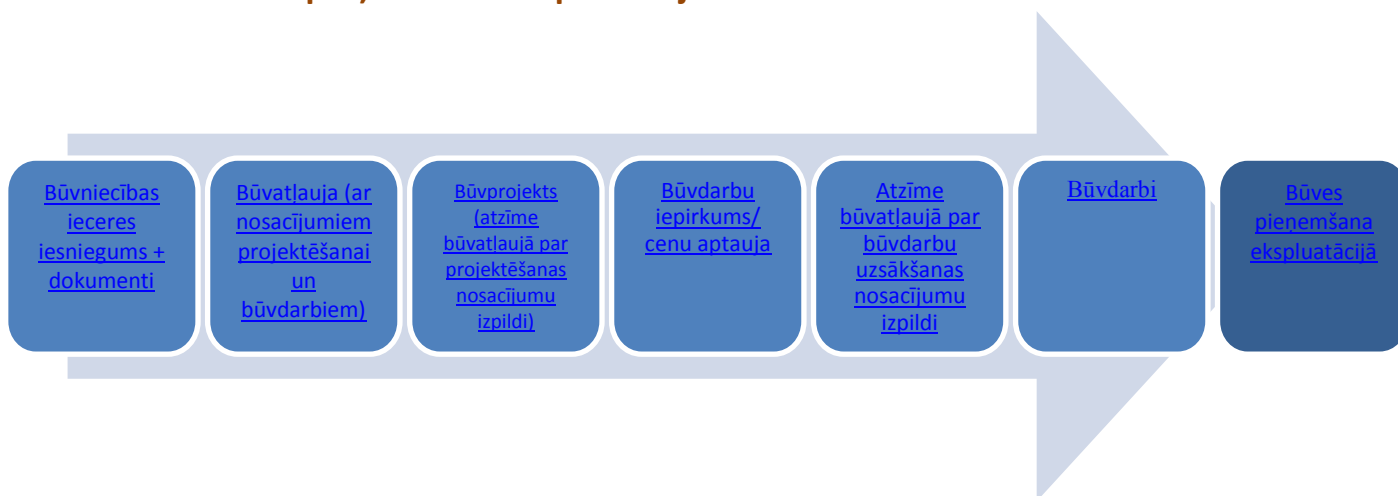 Būvniecības
ieceres
iesniegums +
dokumenti
Būvatļauja (ar
nosacījumiem
projektēšanai
un
būvdarbiem)
Būvprojekts
(atzīme
būvatļaujā par
projektēšanas
nosacījumu
izpildi)
Būvdarbu
iepirkums/
cenu aptauja
Atzīme
būvatļaujā par
būvdarbu
uzsākšanas
nosacījumu
izpildi
Būvdarbi
Būves
pieņemšana
ekspluatācijā